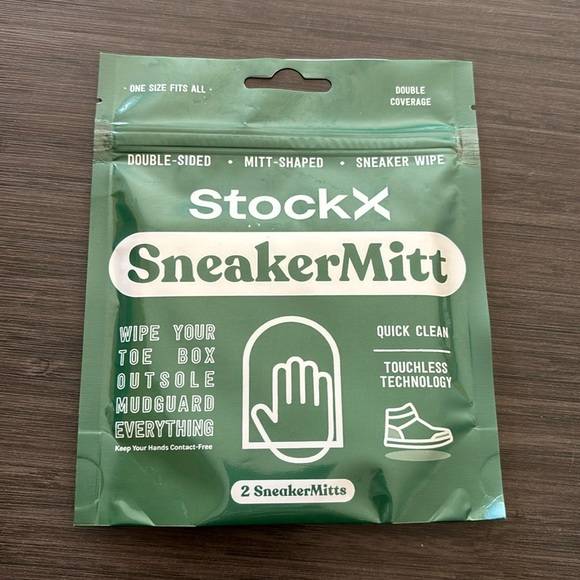 · ONE SIZE FITS ALL ·
DOUBLE
COVERAGE
DOUBLE-SIDED • MITT-SHAPED • SNEAKER WIPE
StockX
SneakerMitt
WIPE YOUR
TOE BOX
OUTSOLE
MUDGUARD
EVERYTHING
Keep Your Hands Contact-Free
QUICK CLEAN
TOUCHLESS
TECHNOLOGY
2 SneakerMitts